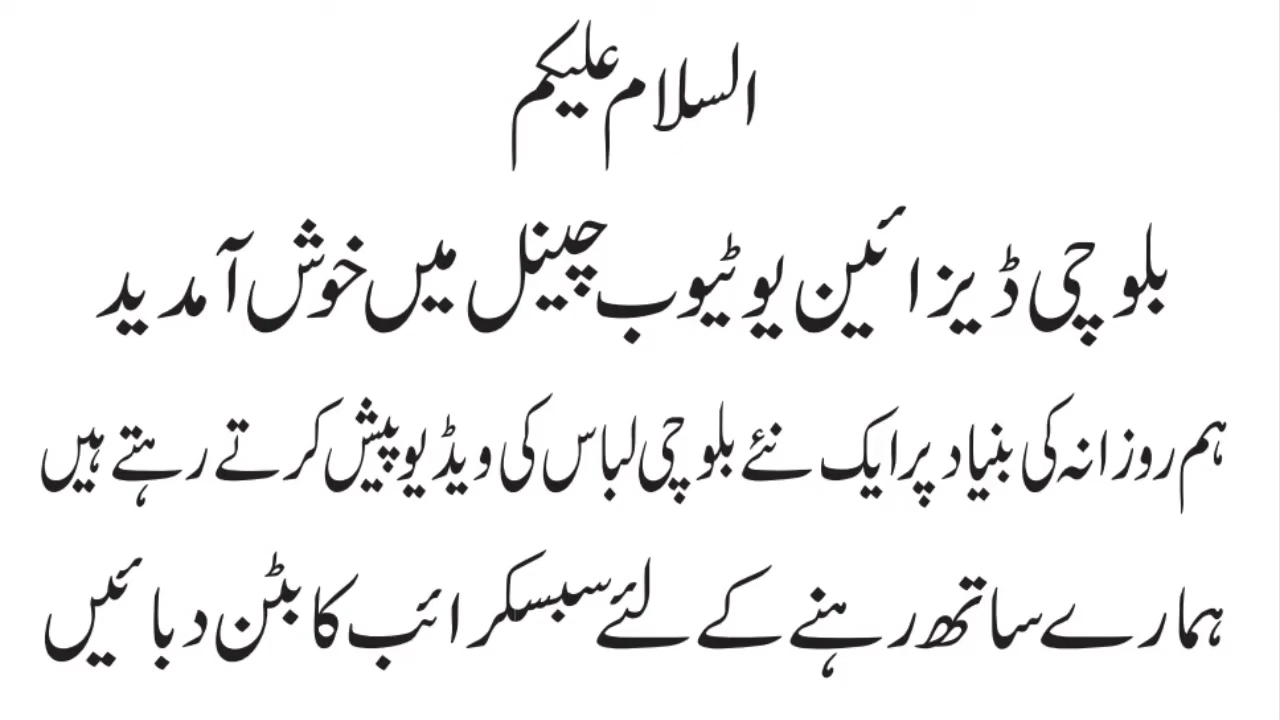 السلام علیکم
بلوچی ڈیزائین یوٹیوب چینل میں خوش آمدید
ہم روزانہ کی بنیاد پر ایک نئے بلوچی لباس کی ویڈیو پیش کرتے رہتے ہیں
ہمارے ساتھ رہنے کے لئے سبسکرائب کا بٹن دبائیں